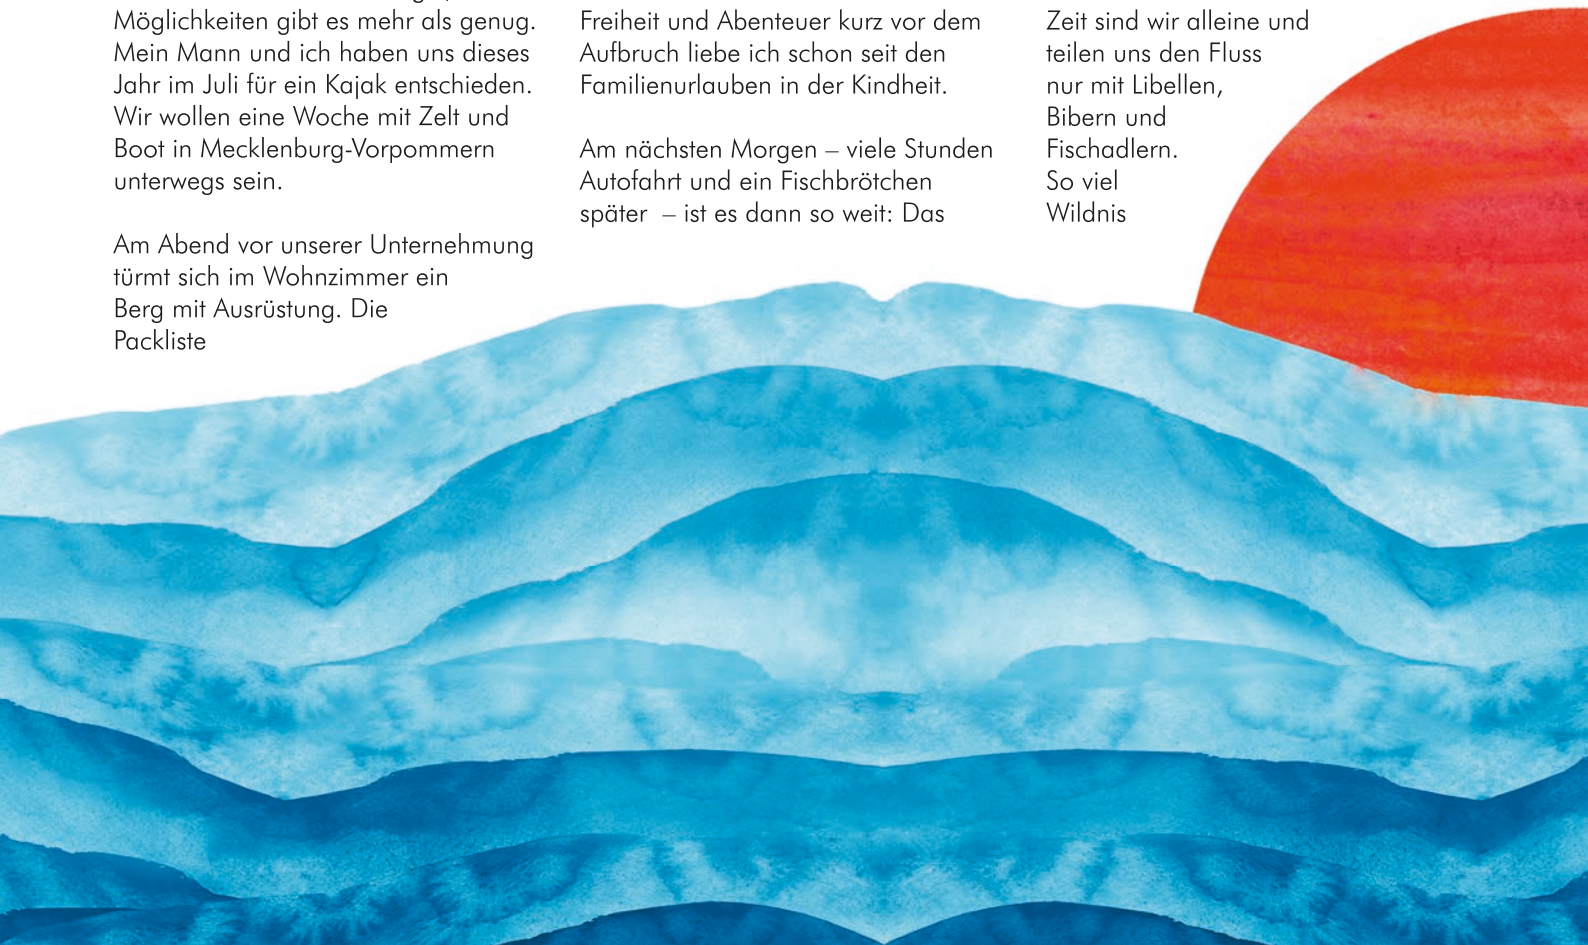 Möglichkeiten gibt es mehr als genug.
Mein Mann und ich haben uns dieses
Jahr im Juli für ein Kajak entschieden.
Wir wollen eine Woche mit Zelt und
Boot in Mecklenburg-Vorpommern
unterwegs sein.
Am Abend vor unserer Unternehmung
türmt sich im Wohnzimmer ein
Berg mit Ausrüstung. Die
Packliste
Freiheit und Abenteuer kurz vor dem
Aufbruch liebe ich schon seit den
Familienurlauben in der Kindheit.
Am nächsten Morgen – viele Stunden
Autofahrt und ein Fischbrötchen
später – ist es dann so weit: Das
Zeit sind wir alleine und
teilen uns den Fluss
nur mit Libellen,
Bibern und
Fischadlern.
So viel
Wildnis